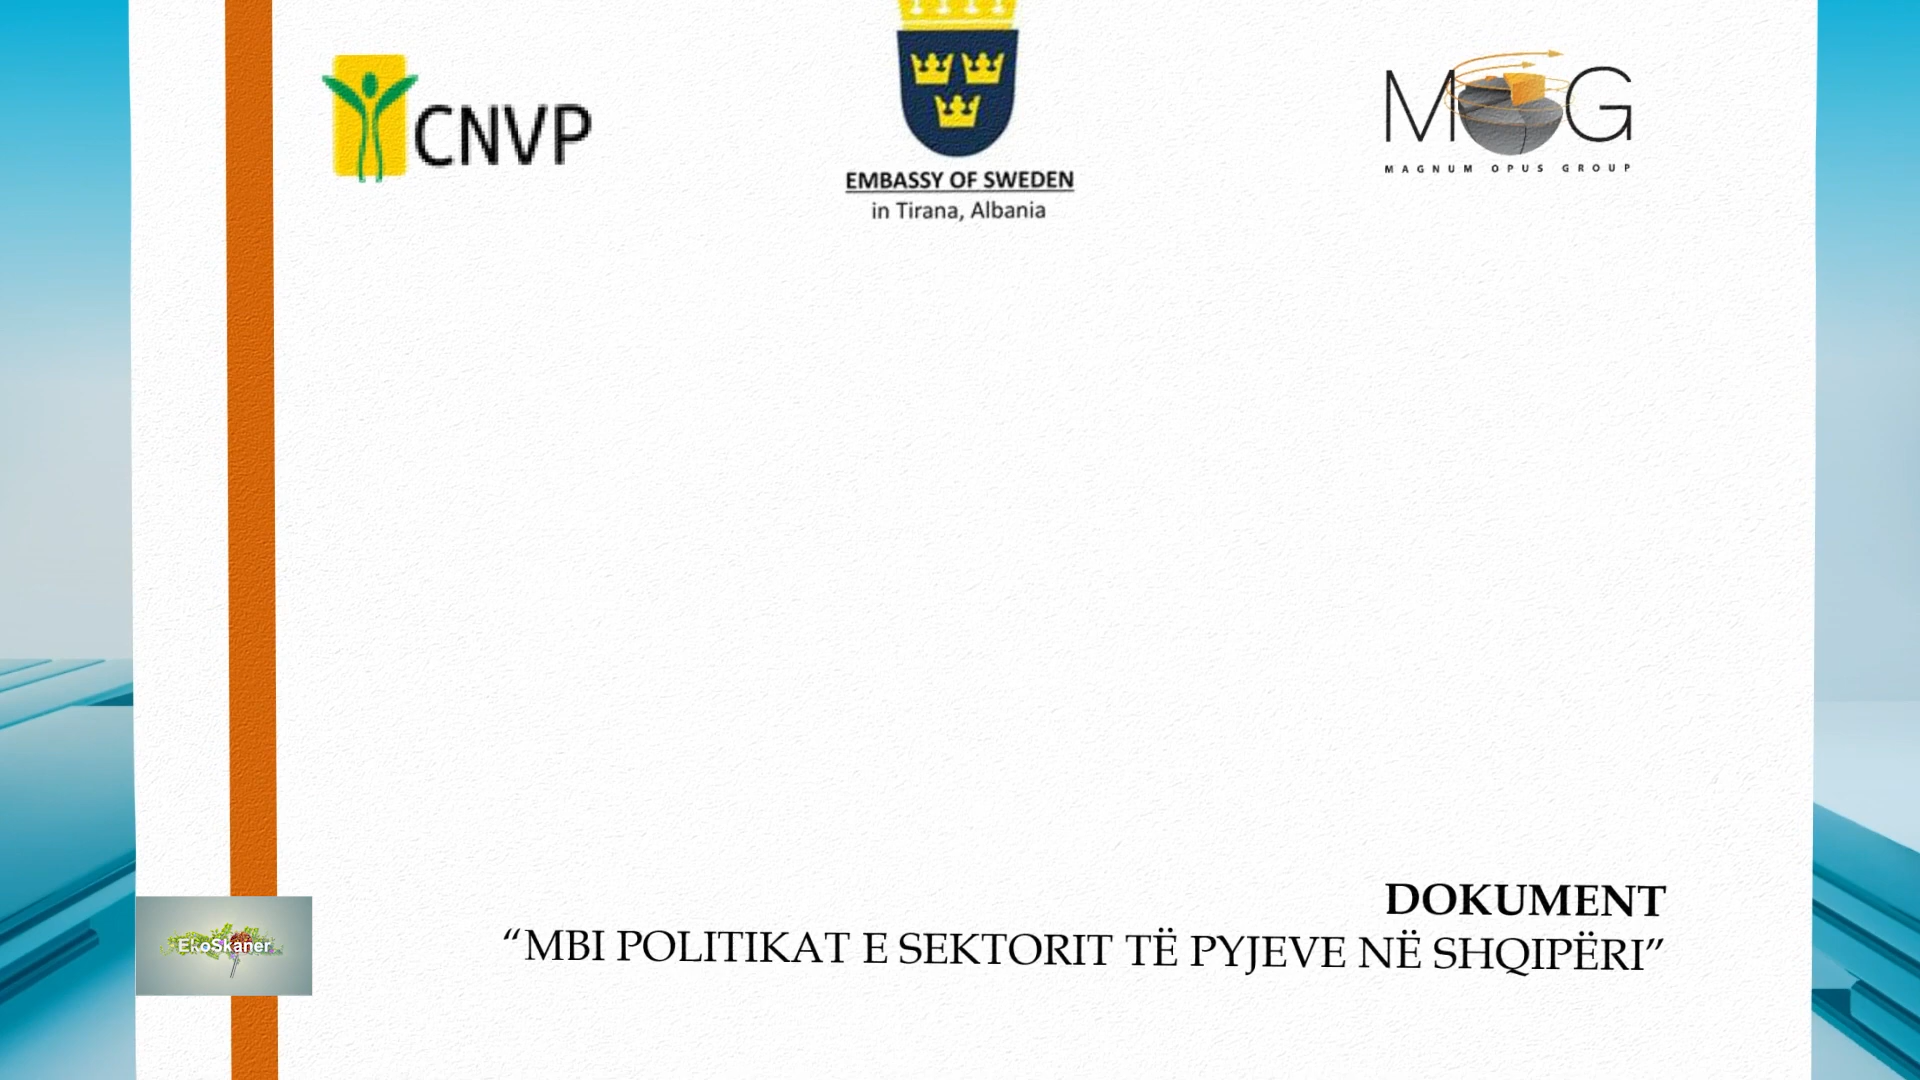 CNVP
EMBASSY OF SWEDEN
in Tirana, Albania
MOG
MAGNUM OPUS GROUP
DOKUMENT
“MBI POLITIKAT E SEKTORIT TË PYJEVE NË SHQIPËRI”
EkoSkaner